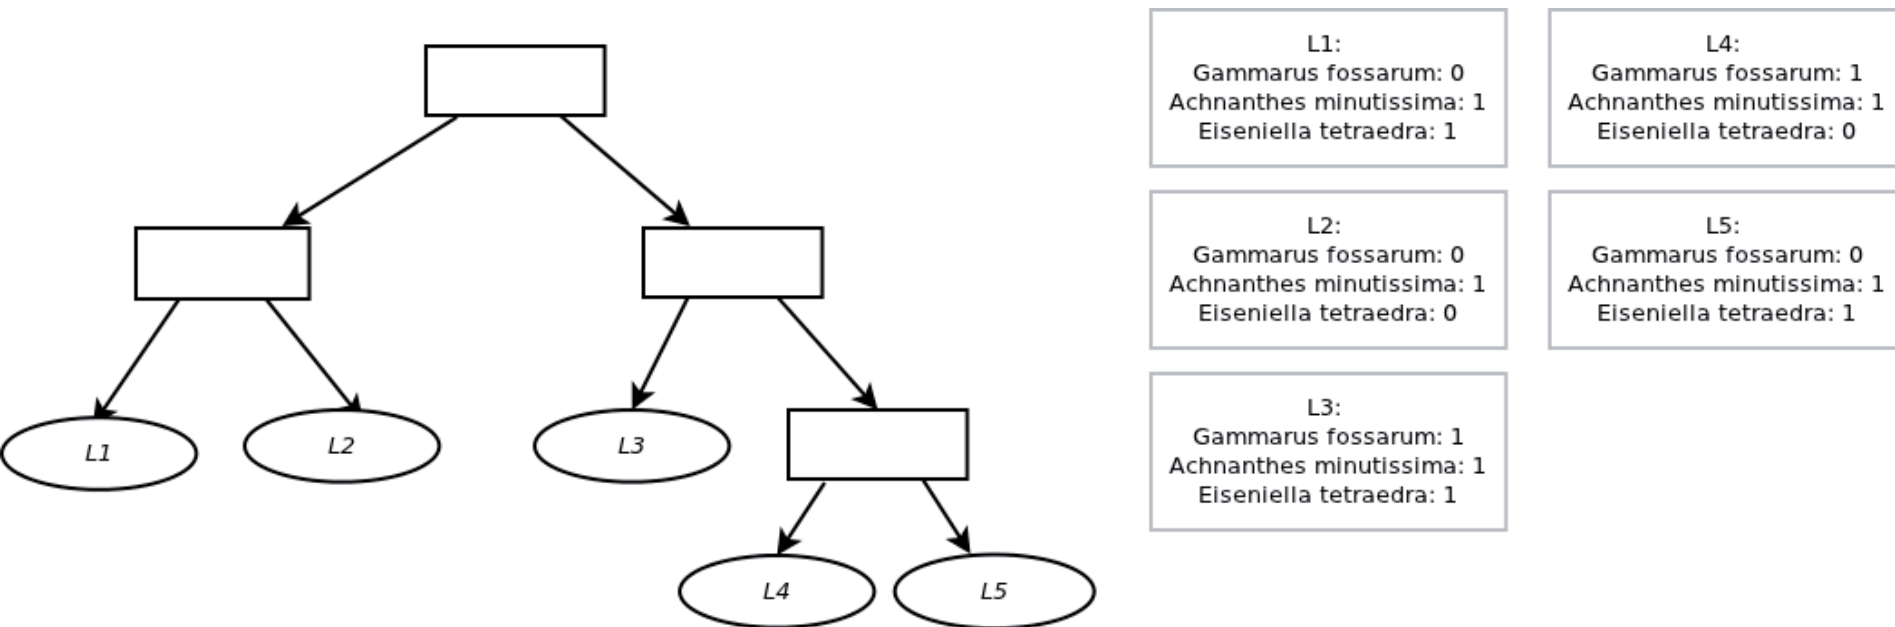 L1:
Gammarus fossarum: 0
Achnanthes minutissima: 1
Eiseniella tetraedra: 1
L4:
Gammarus fossarum: 1
Achnanthes minutissima: 1
Eiseniella tetraedra: 0
L2:
Gammarus fossarum: 0
Achnanthes minutissima: 1
Eiseniella tetraedra: 0
L5:
Gammarus fossarum: 0
Achnanthes minutissima: 1
Eiseniella tetraedra: 1
L3:
Gammarus fossarum: 1
Achnanthes minutissima: 1
Eiseniella tetraedra: 1
L1
L2
L3
L4
L5